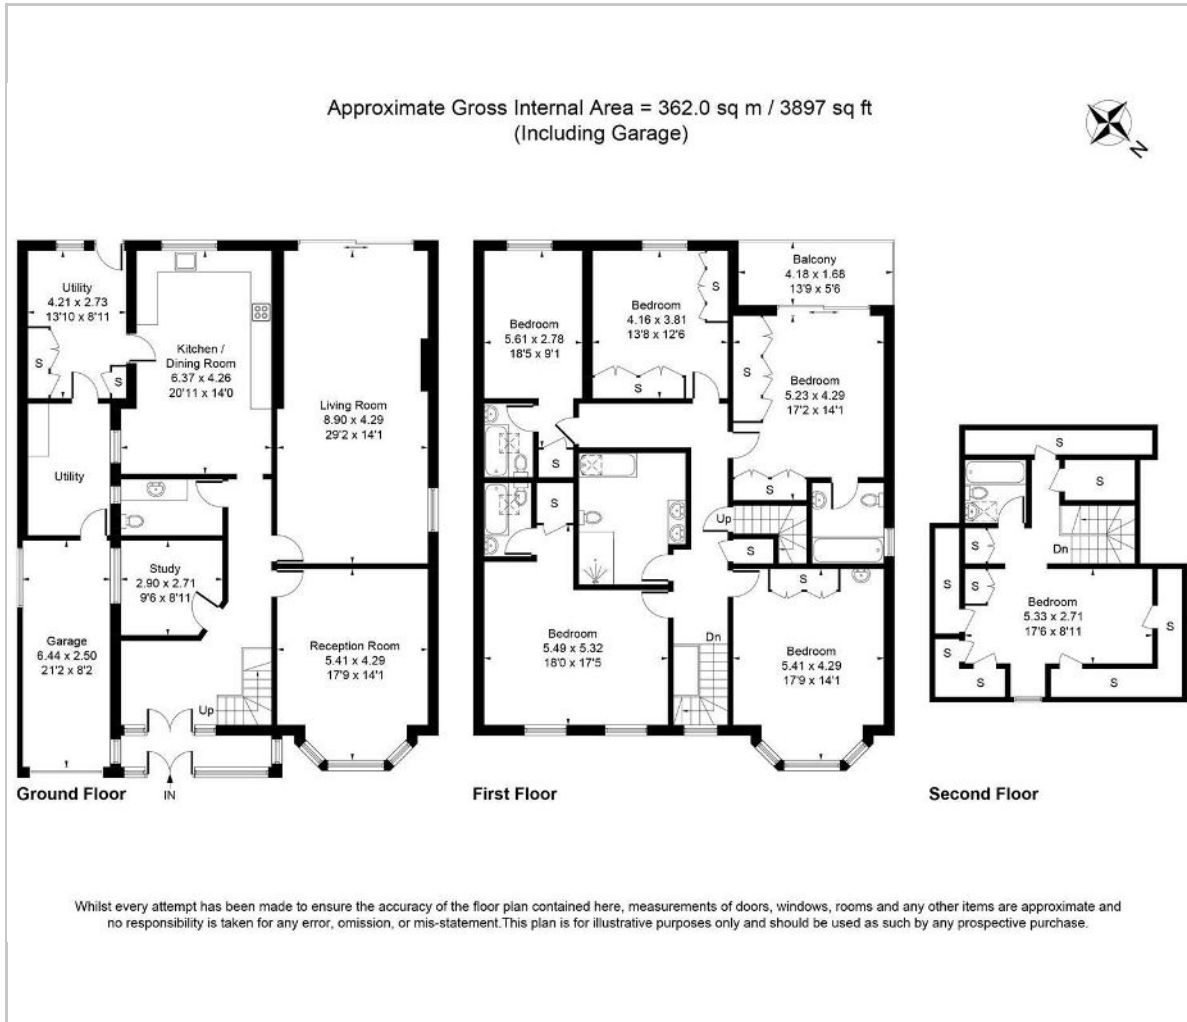 Approximate Gross Internal Area = 362.0 sq m / 3897 sq ft
(Including Garage)
N
Utility
4.21 x 2.73
13'10 x 8'11
S
S
Kitchen /
Dining Room
6.37 x 4.26
20'11 x 14'0
Living Room
8.90 x 4.29
29'2 x 14'1
Utility
Study
2.90 x 2.71
9'6 x 8'11
Garage
6.44 x 2.50
21'2 x 8'2
Reception Room
5.41 x 4.29
17'9 x 14'1
Up
IN
Ground Floor
Balcony
4.18 x 1.68
13'9 x 5'6
Bedroom
5.61 x 2.78
18'5 x 9'1
Bedroom
4.16 x 3.81
13'8 x 12'6
S
S
S
Bedroom
5.23 x 4.29
17'2 x 14'1
S
S
S
Up
S
S
Bedroom
5.49 x 5.32
18'0 x 17'5
Dn
Bedroom
5.41 x 4.29
17'9 x 14'1
First Floor
S
S
S
Dn
S
S
Bedroom
5.33 x 2.71
17'6 x 8'11
S
S
S
S
Second Floor
Whilst every attempt has been made to ensure the accuracy of the floor plan contained here, measurements of doors, windows, rooms and any other items are approximate and
no responsibility is taken for any error, omission, or mis-statement.This plan is for illustrative purposes only and should be used as such by any prospective purchase.